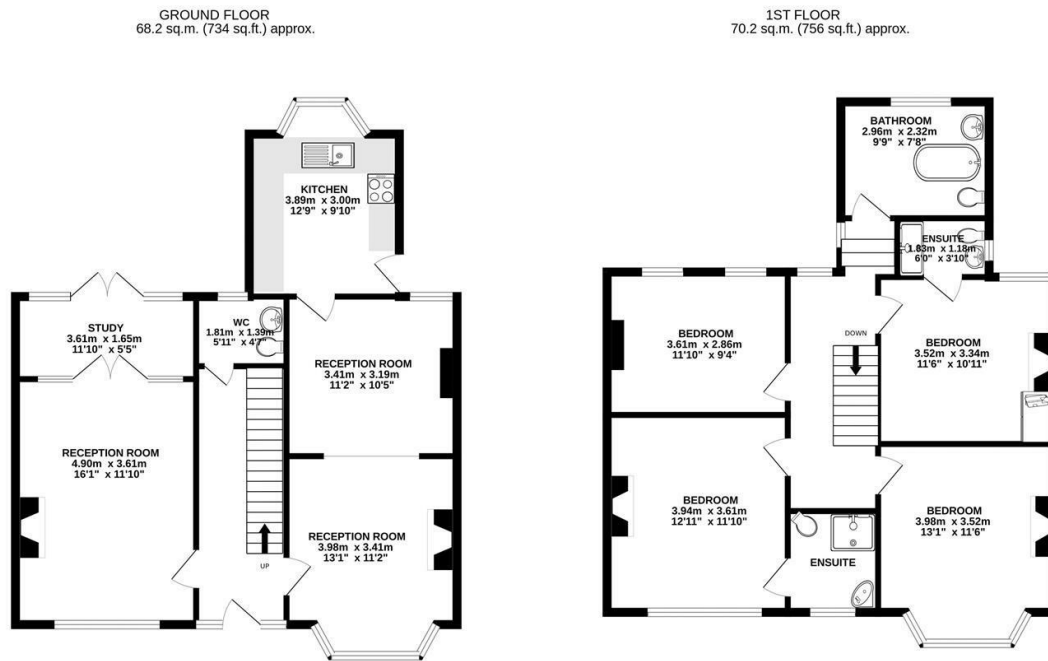 GROUND FLOOR
68.2 sq.m. (734 sq.ft.) approx.
KITCHEN
3.89m x 3.00m
12'9" x 9'10"
STUDY
3.61m x 1.65m
11'10" x 5'5"
WC
1.81m x 1.39m
5'11" x 4'7"
RECEPTION ROOM
3.41m x 3.19m
11'2" x 10'5"
RECEPTION ROOM
4.90m x 3.61m
16'1" x 11'10"
RECEPTION ROOM
3.98m x 3.41m
13'1" x 11'2"
UP
1ST FLOOR
70.2 sq.m. (756 sq.ft.) approx.
BATHROOM
2.96m x 2.32m
9'9" x 7'8"
ENSUITE
1.83m x 1.18m
6'0" x 3'10"
BEDROOM
3.61m x 2.86m
11'10" x 9'4"
DOWN
BEDROOM
3.52m x 3.34m
11'6" x 10'11"
BEDROOM
3.94m x 3.61m
12'11" x 11'10"
BEDROOM
3.98m x 3.52m
13'1" x 11'6"
ENSUITE